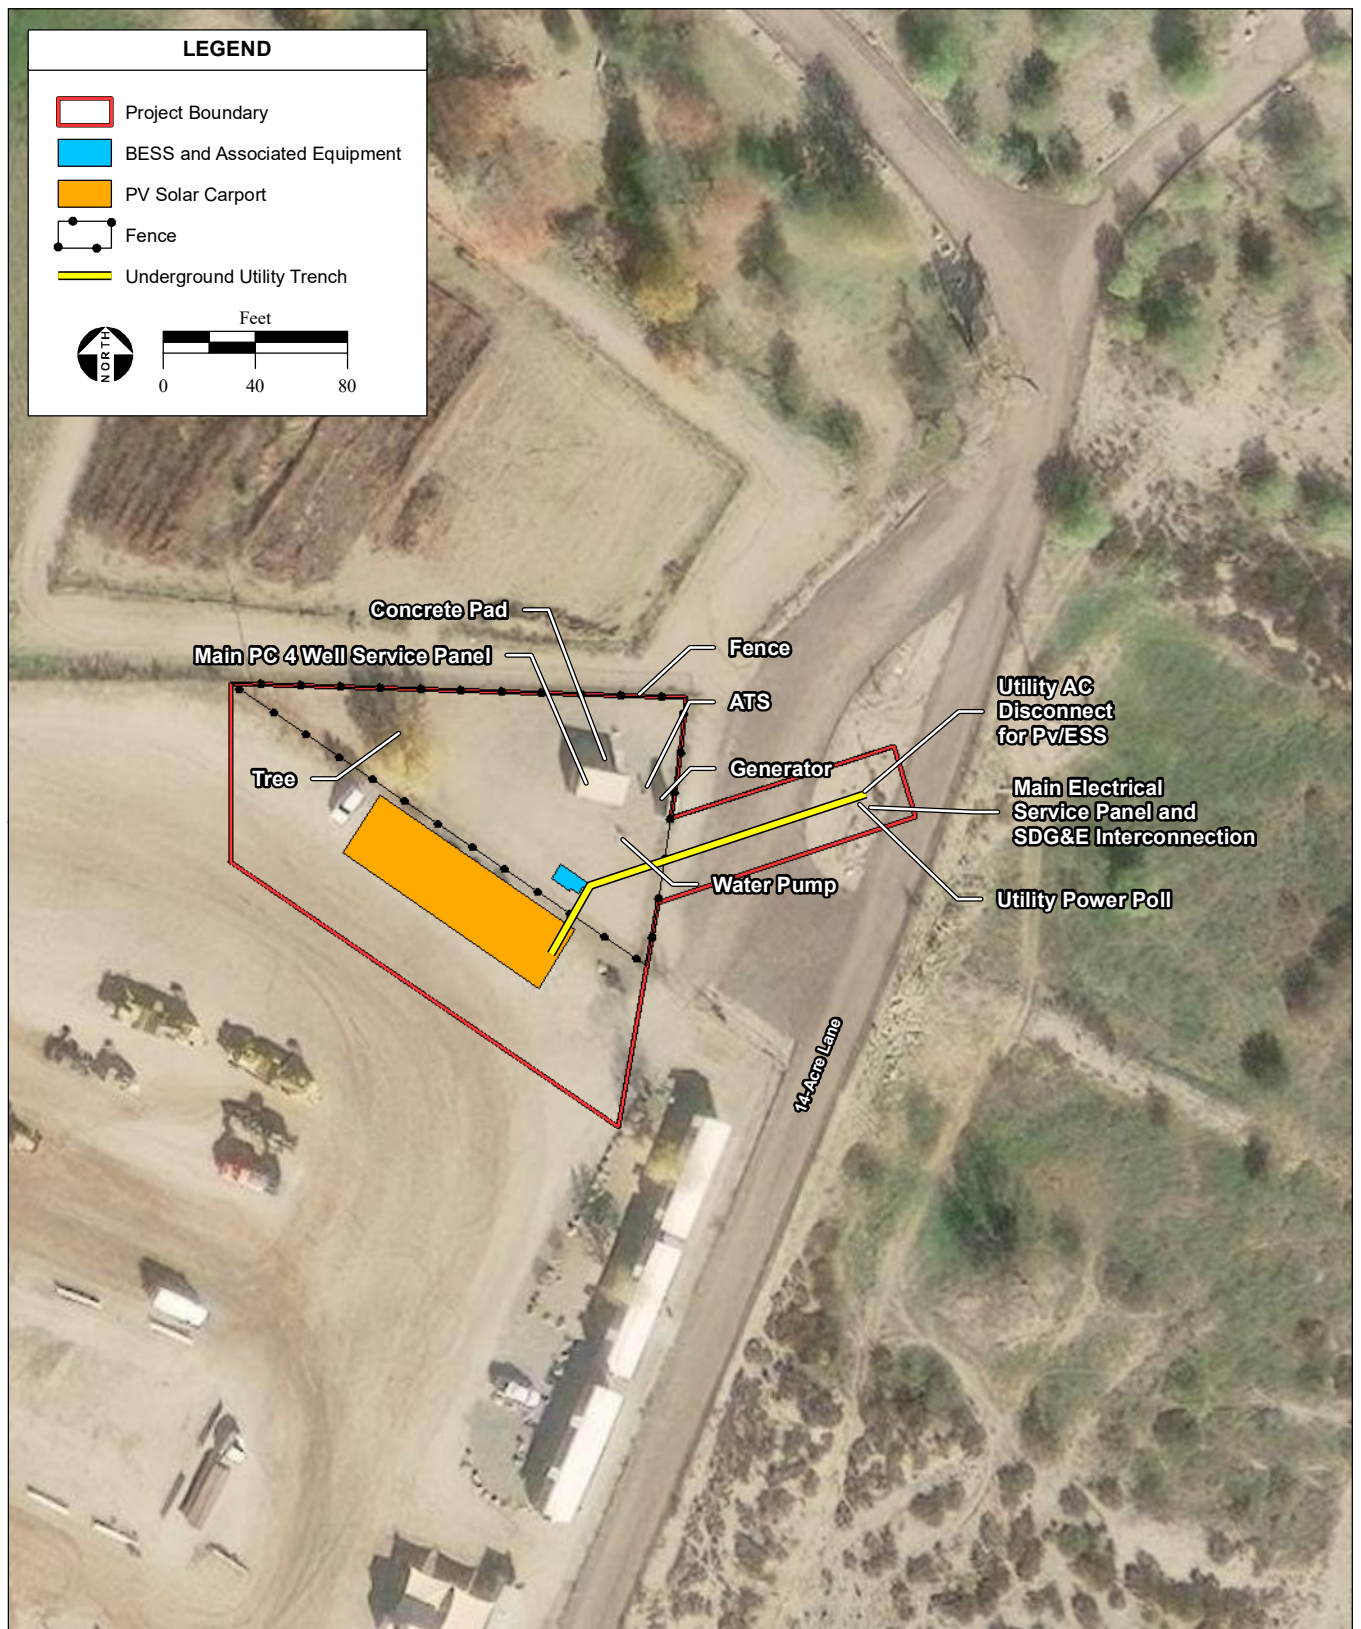 LEGEND
Project Boundary
BESS and Associated Equipment
PV Solar Carport
Fence
Underground Utility Trench
NORTH
Feet
0 40 80
Concrete Pad
Main PC 4 Well Service Panel
Fence
ATS
Utility AC
Disconnect
for Pv/ESS
Tree
Generator
Main Electrical
Service Panel and
SDG&E Interconnection
Water Pump
Utility Power Poll
14-Acre Lane